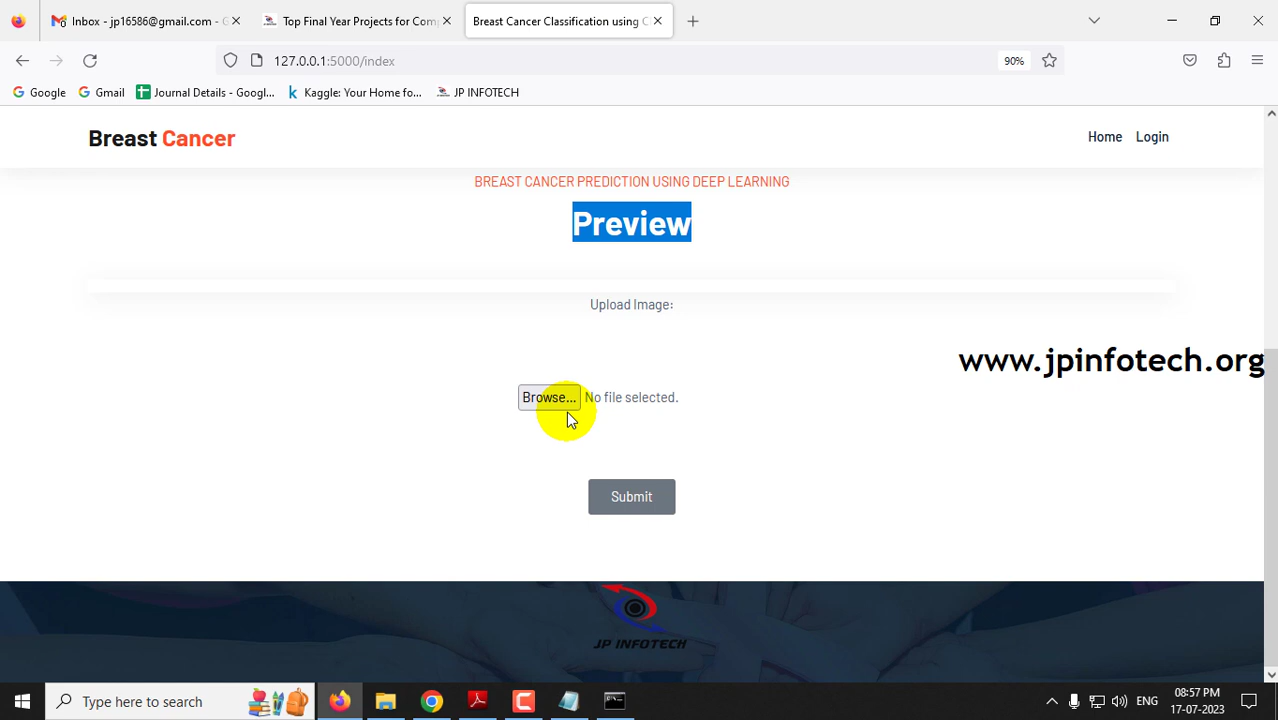 Inbox - jp16586@gmail.com - G
Top Final Year Projects for Com
Breast Cancer Classification using C
127.0.0.1:5000/index
90%
Google
Gmail
Journal Details - Googl...
Kaggle: Your Home fo...
JP INFOTECH
Breast Cancer
Home
Login
BREAST CANCER PREDICTION USING DEEP LEARNING
Preview
Upload Image:
www.jpinfotech.org
Browse...
No file selected.
Submit
JP INFOTECH
Type here to search
ENG
08:57 PM
17-07-2023